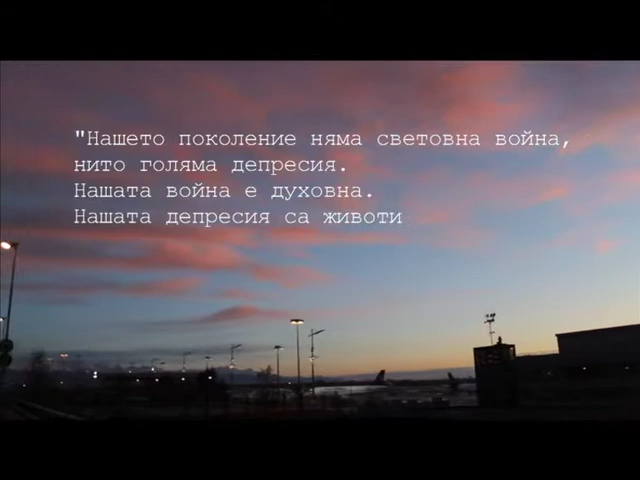 "Нашето поколение няма световна война,
нито голяма депресия.
Нашата война е духовна.
Нашата депресия са животи